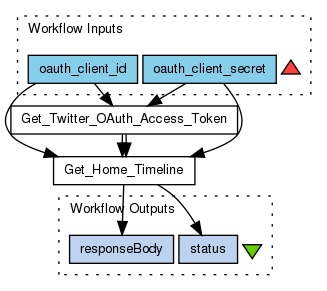 Workflow Inputs
oauth_client_id
oauth_client_secret
Get_Twitter_OAuth_Access_Token
Get_Home_Timeline
Workflow Outputs
responseBody
status